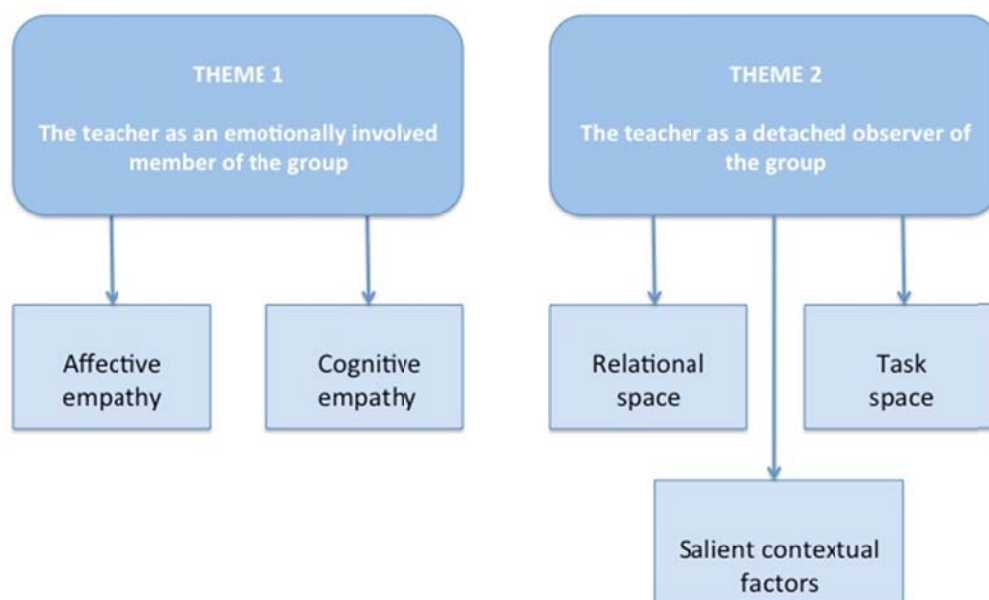 THEME 1
The teacher as an emotionally involved
member of the group
THEME 2
The teacher as a detached observer of
the group
Affective
empathy
Cognitive
empathy
Relational
space
Task
space
Salient contextual
factors